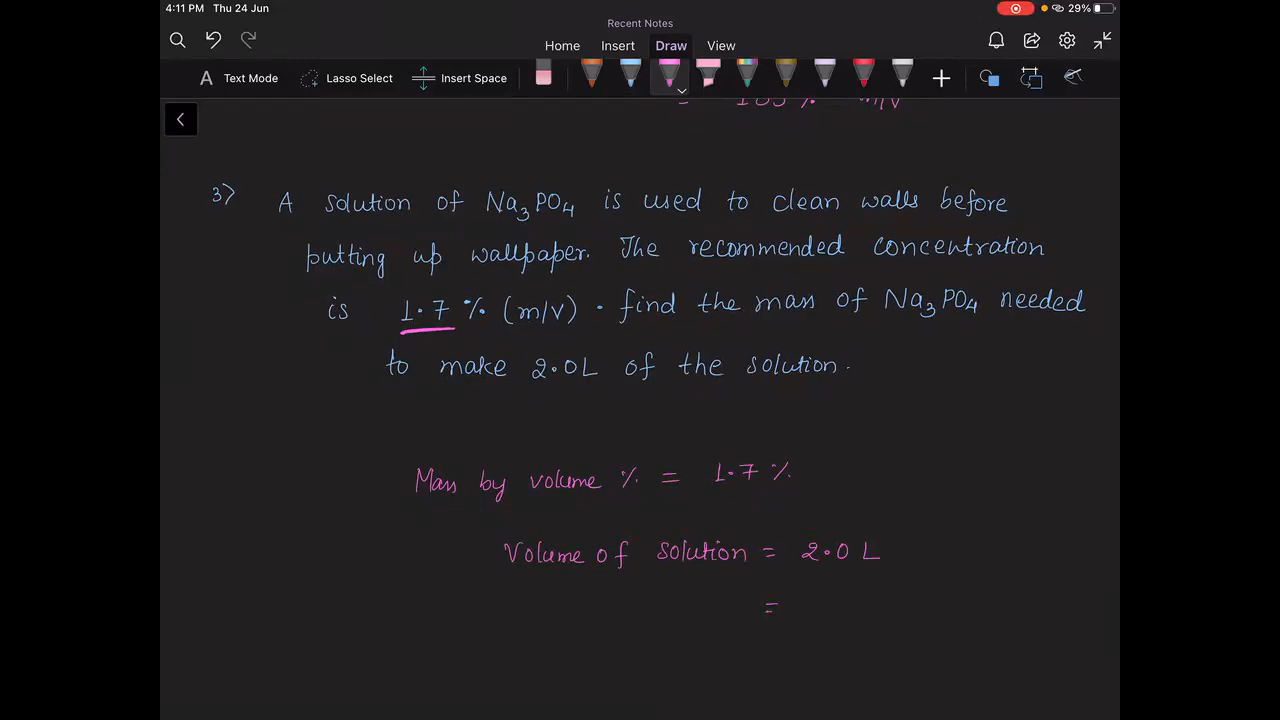 4:11 PM Thu 24 Jun
29%
Recent Notes
Home Insert Draw View
A Text Mode Lasso Select Insert Space
= 103 % m/v
3) A solution of Na3PO4 is used to clean walls before
putting up wallpaper. The recommended concentration
is 1.7 % (m/v). find the mass of Na3PO4 needed
to make 2.0L of the solution.
Mass by volume % = 1.7 %
Volume of solution = 2.0 L
=